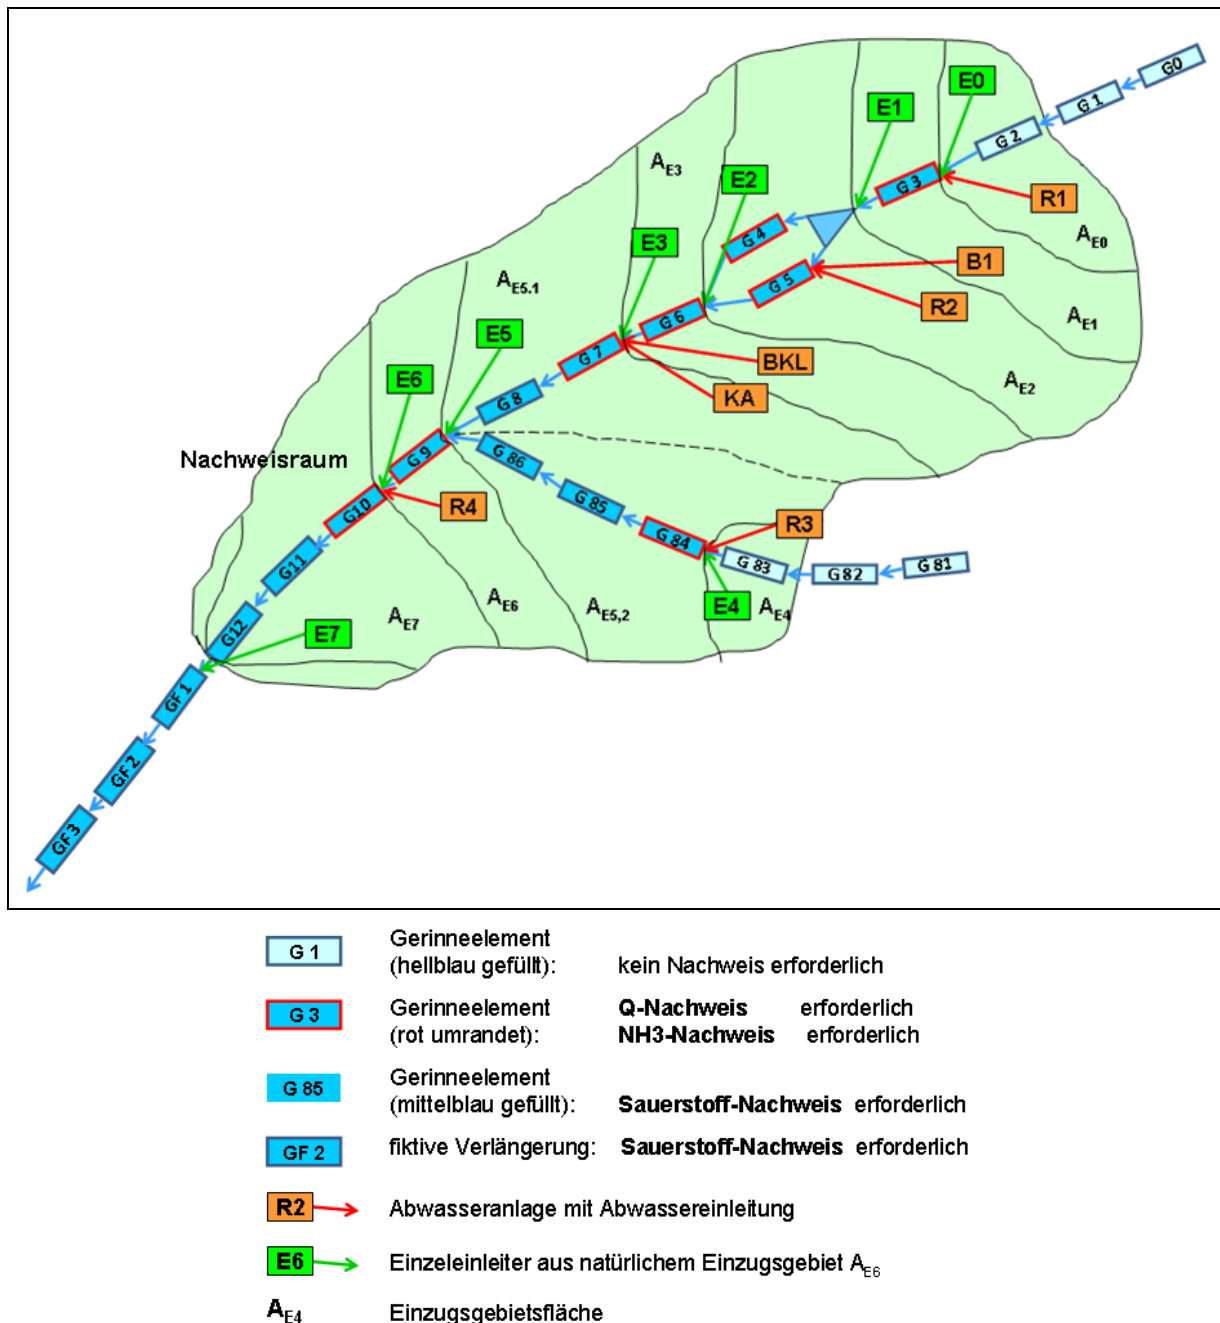 G0
G 1
E0
G 2
E1
A_E3
E2
G 3
R1
A_E0
G 4
E3
B1
G 5
A_E5.1
R2
A_E1
G 6
E5
G 7
BKL
A_E2
E6
KA
G 8
G 9
G 86
Nachweisraum
G 85
R4
G10
R3
G 84
G 83
G 81
G82
G11
A_E6
E4
A_E4
A_E5,2
A_E7
G12
E7
GF 1
GF 2
GF 3
G 1 Gerinneelement
(hellblau gefüllt): kein Nachweis erforderlich
G 3 Gerinneelement Q-Nachweis erforderlich
(rot umrandet): NH3-Nachweis erforderlich
G 85 Gerinneelement
(mittelblau gefüllt): Sauerstoff-Nachweis erforderlich
GF 2 fiktive Verlängerung: Sauerstoff-Nachweis erforderlich
R2 Abwasseranlage mit Abwassereinleitung
E6 Einzeleinleiter aus natürlichem Einzugsgebiet A_E6
A_E4 Einzugsgebietsfläche